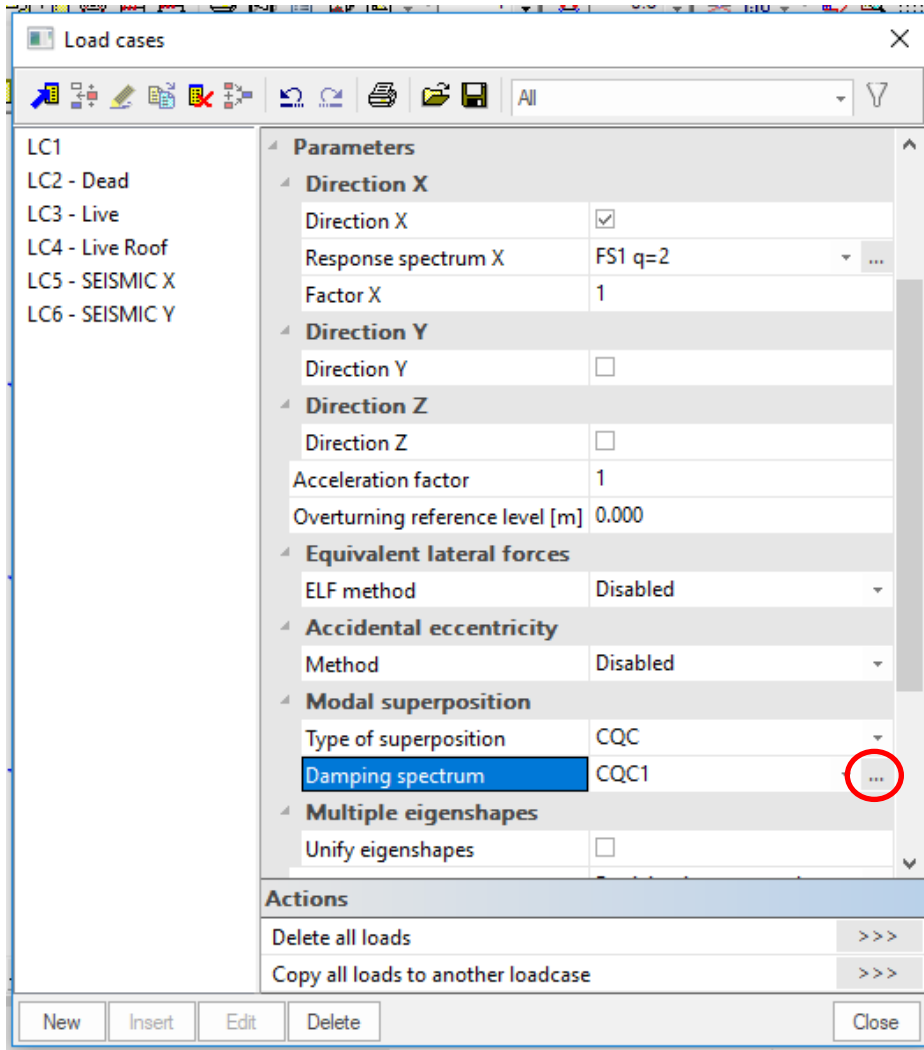 Load cases
All
LC1
LC2 - Dead
LC3 - Live
LC4 - Live Roof
LC5 - SEISMIC X
LC6 - SEISMIC Y
Parameters
Direction X
Direction X
Response spectrum X FS1 q=2 ...
Factor X 1
Direction Y
Direction Y
Direction Z
Direction Z
Acceleration factor 1
Overturning reference level [m] 0.000
Equivalent lateral forces
ELF method Disabled
Accidental eccentricity
Method Disabled
Modal superposition
Type of superposition CQC
Damping spectrum CQC1 ...
Multiple eigenshapes
Unify eigenshapes
Actions
Delete all loads >>>
Copy all loads to another loadcase >>>
New Insert Edit Delete Close